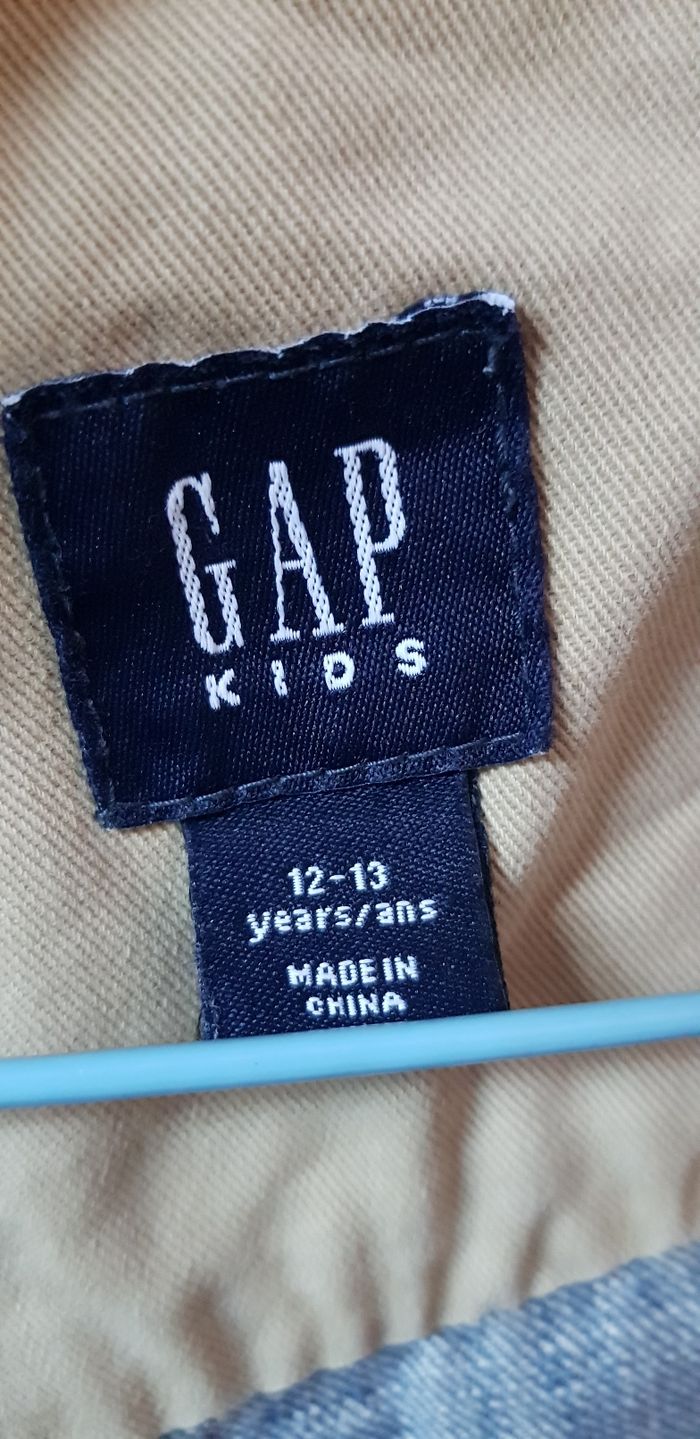 GAP
KIDS
12-13
years/ans
MADE IN
CHINA